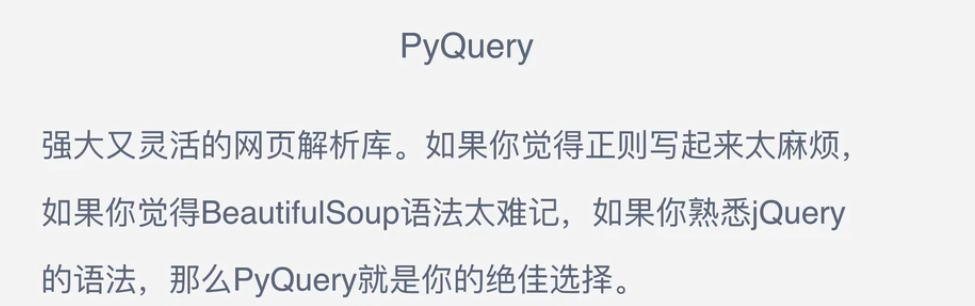 PyQuery
强大又灵活的网页解析库。如果你觉得正则写起来太麻烦，
如果你觉得BeautifulSoup语法太难记，如果你熟悉jQuery
的语法，那么PyQuery就是你的绝佳选择。